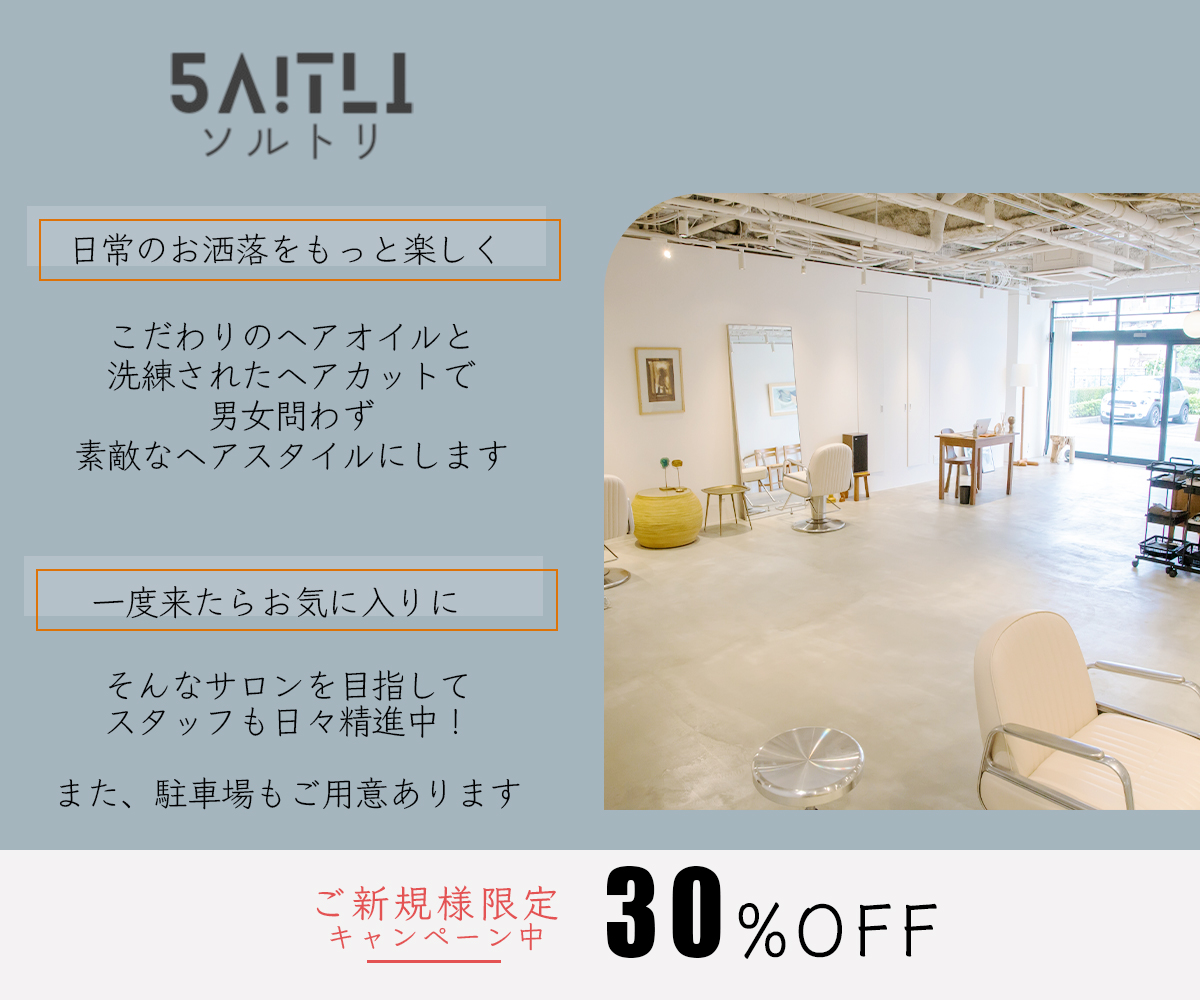 SA!TLI
ソルトリ
日常のお洒落をもっと楽しく
こだわりのヘアオイルと
洗練されたヘアカットで
男女問わず
素敵なヘアスタイルにします
一度来たらお気に入りに
そんなサロンを目指して
スタッフも日々精進中！
また、駐車場もご用意あります
ご新規様限定
キャンペーン中
30%OFF